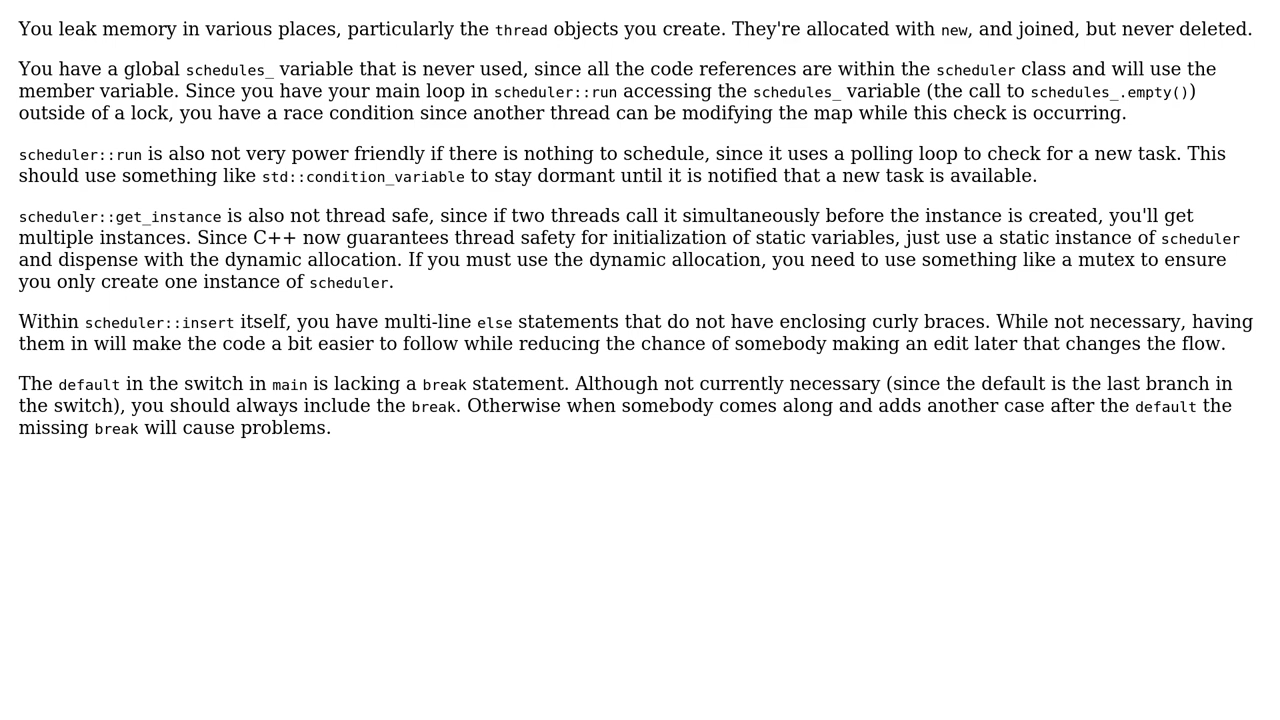 You leak memory in various places, particularly the thread objects you create. They're allocated with new, and joined, but never deleted.
You have a global schedules_ variable that is never used, since all the code references are within the scheduler class and will use the
member variable. Since you have your main loop in scheduler::run accessing the schedules_ variable (the call to schedules_.empty())
outside of a lock, you have a race condition since another thread can be modifying the map while this check is occurring.
scheduler::run is also not very power friendly if there is nothing to schedule, since it uses a polling loop to check for a new task. This
should use something like std::condition_variable to stay dormant until it is notified that a new task is available.
scheduler::get_instance is also not thread safe, since if two threads call it simultaneously before the instance is created, you'll get
multiple instances. Since C++ now guarantees thread safety for initialization of static variables, just use a static instance of scheduler
and dispense with the dynamic allocation. If you must use the dynamic allocation, you need to use something like a mutex to ensure
you only create one instance of scheduler.
Within scheduler::insert itself, you have multi-line else statements that do not have enclosing curly braces. While not necessary, having
them in will make the code a bit easier to follow while reducing the chance of somebody making an edit later that changes the flow.
The default in the switch in main is lacking a break statement. Although not currently necessary (since the default is the last branch in
the switch), you should always include the break. Otherwise when somebody comes along and adds another case after the default the
missing break will cause problems.